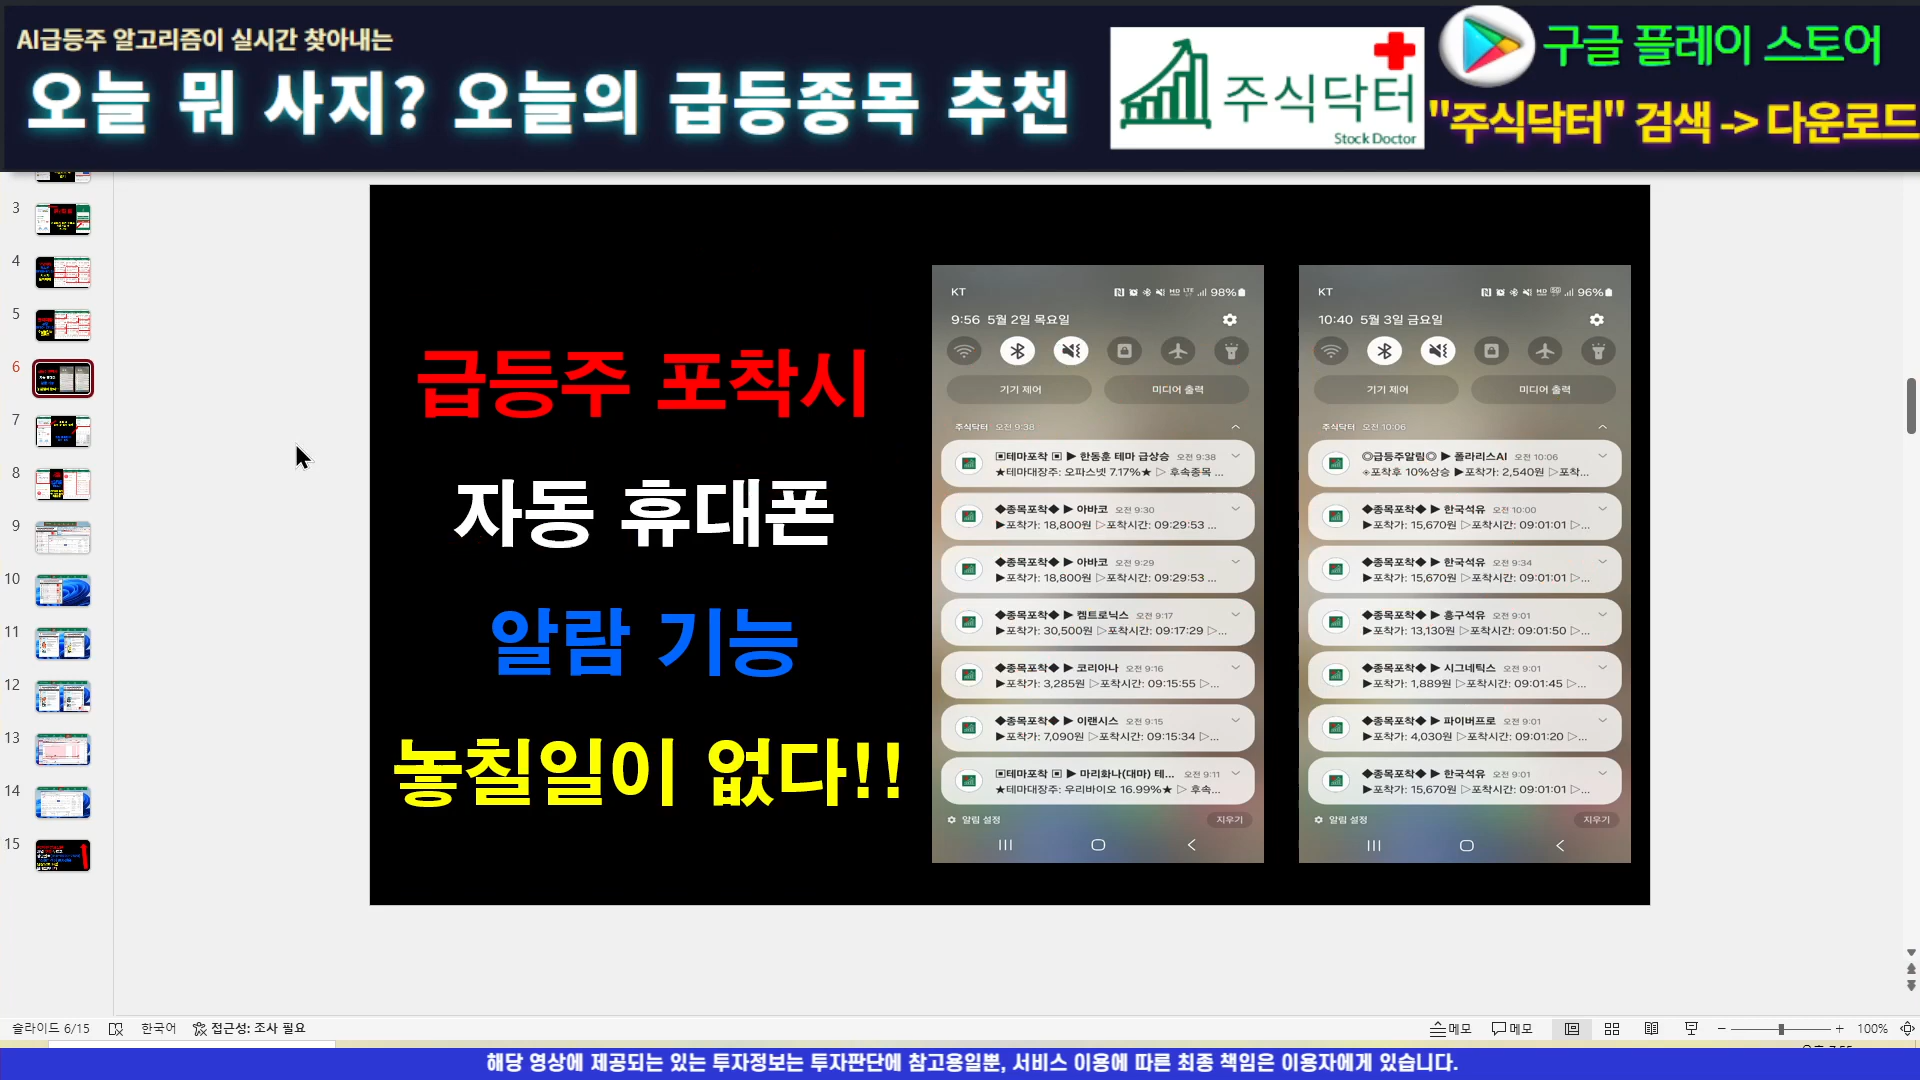 AI급등주 알고리즘이 실시간 찾아내는
오늘 뭐 사지? 오늘의 급등종목 추천
주식닥터
Stock Doctor
구글 플레이 스토어
"주식닥터" 검색 -> 다운로드
3
4
5
6
7
8
9
10
11
12
13
14
15
급등주 포착시
자동 휴대폰
알람 기능
놓칠일이 없다!!
KT
98%
9:56 5월 2일 목요일
기기 제어
미디어 출력
주식닥터 오전 9:38
▣테마포착 ▣ ▶ 한동훈 테마 급상승 오전 9:38
★테마대장주: 오파스넷 7.17%★ ▷ 후속종목 ...
◆종목포착◆ ▶ 아바코 오전 9:30
▶포착가: 18,800원 ▷포착시간: 09:29:53 ...
◆종목포착◆ ▶ 아바코 오전 9:29
▶포착가: 18,800원 ▷포착시간: 09:29:53 ...
◆종목포착◆ ▶ 켐트로닉스 오전 9:17
▶포착가: 30,500원 ▷포착시간: 09:17:29 ▷...
◆종목포착◆ ▶ 코리아나 오전 9:16
▶포착가: 3,285원 ▷포착시간: 09:15:55 ▷...
◆종목포착◆ ▶ 이랜시스 오전 9:15
▶포착가: 7,090원 ▷포착시간: 09:15:34 ▷...
▣테마포착 ▣ ▶ 마리화나(대마) 테... 오전 9:11
★테마대장주: 우리바이오 16.99%★ ▷ 후속...
알림 설정
지우기
KT
96%
10:40 5월 3일 금요일
기기 제어
미디어 출력
주식닥터 오전 10:06
◎급등주알림◎ ▶ 폴라리스AI 오전 10:06
◈포착후 10%상승 ▶포착가: 2,540원 ▷포착...
◆종목포착◆ ▶ 한국석유 오전 10:00
▶포착가: 15,670원 ▷포착시간: 09:01:01 ▷...
◆종목포착◆ ▶ 한국석유 오전 9:34
▶포착가: 15,670원 ▷포착시간: 09:01:01 ▷...
◆종목포착◆ ▶ 흥구석유 오전 9:01
▶포착가: 13,130원 ▷포착시간: 09:01:50 ▷...
◆종목포착◆ ▶ 시그네틱스 오전 9:01
▶포착가: 1,889원 ▷포착시간: 09:01:45 ▷...
◆종목포착◆ ▶ 파이버프로 오전 9:01
▶포착가: 4,030원 ▷포착시간: 09:01:20 ▷...
◆종목포착◆ ▶ 한국석유 오전 9:01
▶포착가: 15,670원 ▷포착시간: 09:01:01 ▷...
알림 설정
지우기
슬라이드 6/15
한국어
접근성: 조사 필요
메모
메모
100%
해당 영상에 제공되는 있는 투자정보는 투자판단에 참고용일뿐, 서비스 이용에 따른 최종 책임은 이용자에게 있습니다.